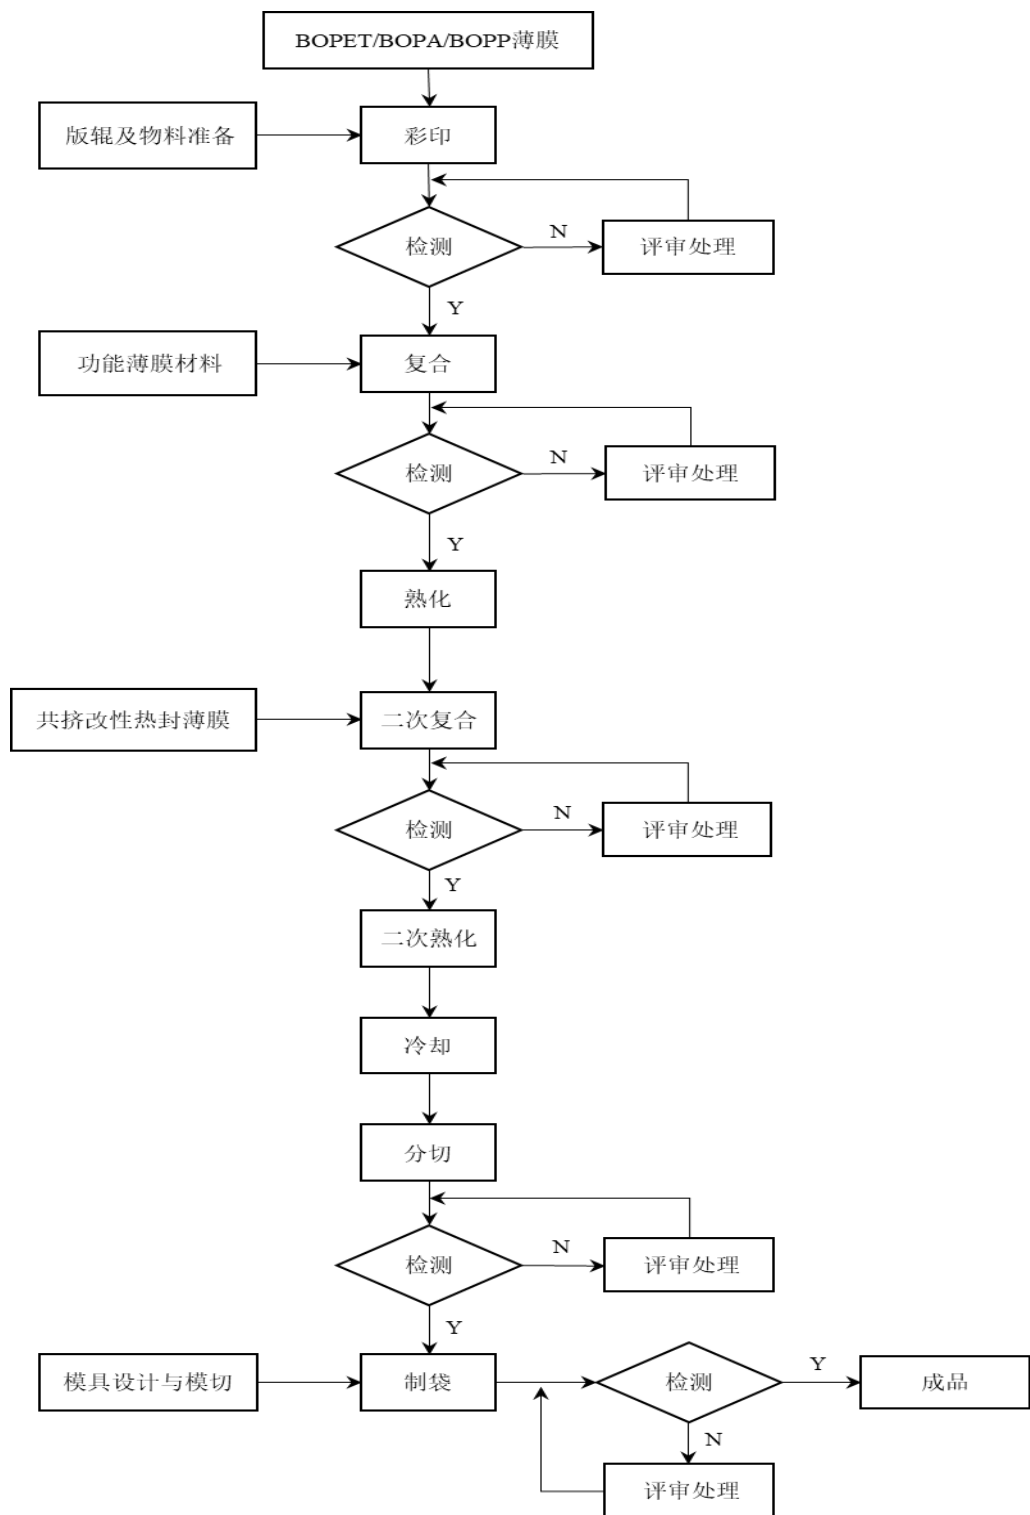 BOPET/BOPA/BOPP薄膜
版辊及物料准备
彩印
检测
N
评审处理
Y
功能薄膜材料
复合
检测
N
评审处理
Y
熟化
共挤改性热封薄膜
二次复合
检测
N
评审处理
Y
二次熟化
冷却
分切
检测
N
评审处理
Y
模具设计与模切
制袋
检测
Y
成品
N
评审处理